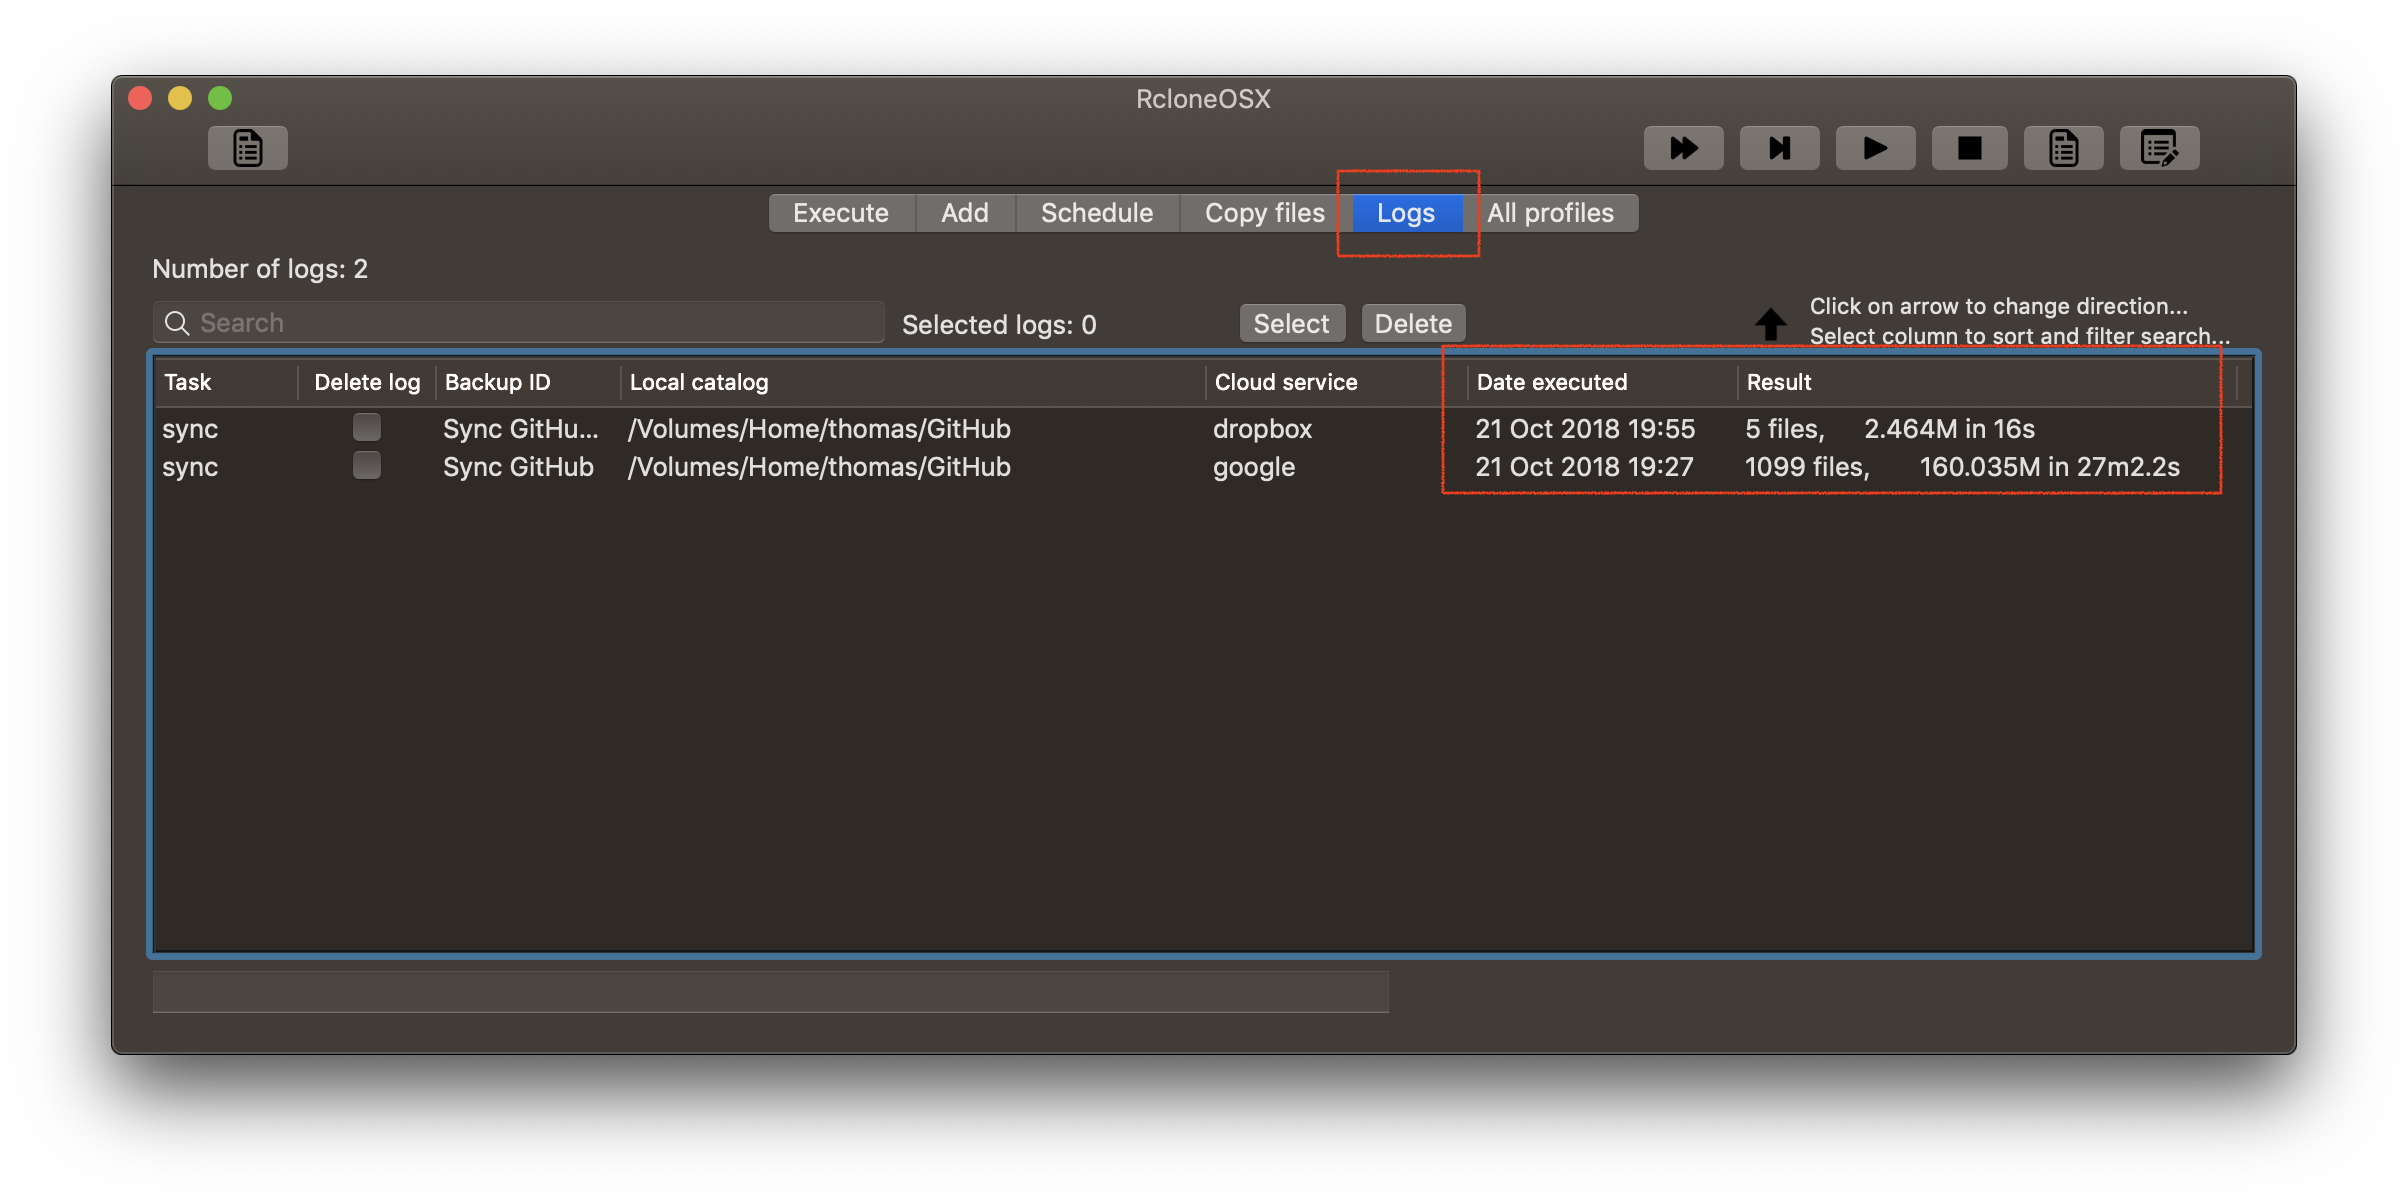 RcloneOSX
Execute Add Schedule Copy files Logs All profiles
Number of logs: 2
Search Selected logs: 0 Select Delete
Click on arrow to change direction...
Select column to sort and filter search...
Task Delete log Backup ID Local catalog Cloud service Date executed Result
sync Sync GitHu... /Volumes/Home/thomas/GitHub dropbox 21 Oct 2018 19:55 5 files, 2.464M in 16s
sync Sync GitHub /Volumes/Home/thomas/GitHub google 21 Oct 2018 19:27 1099 files, 160.035M in 27m2.2s